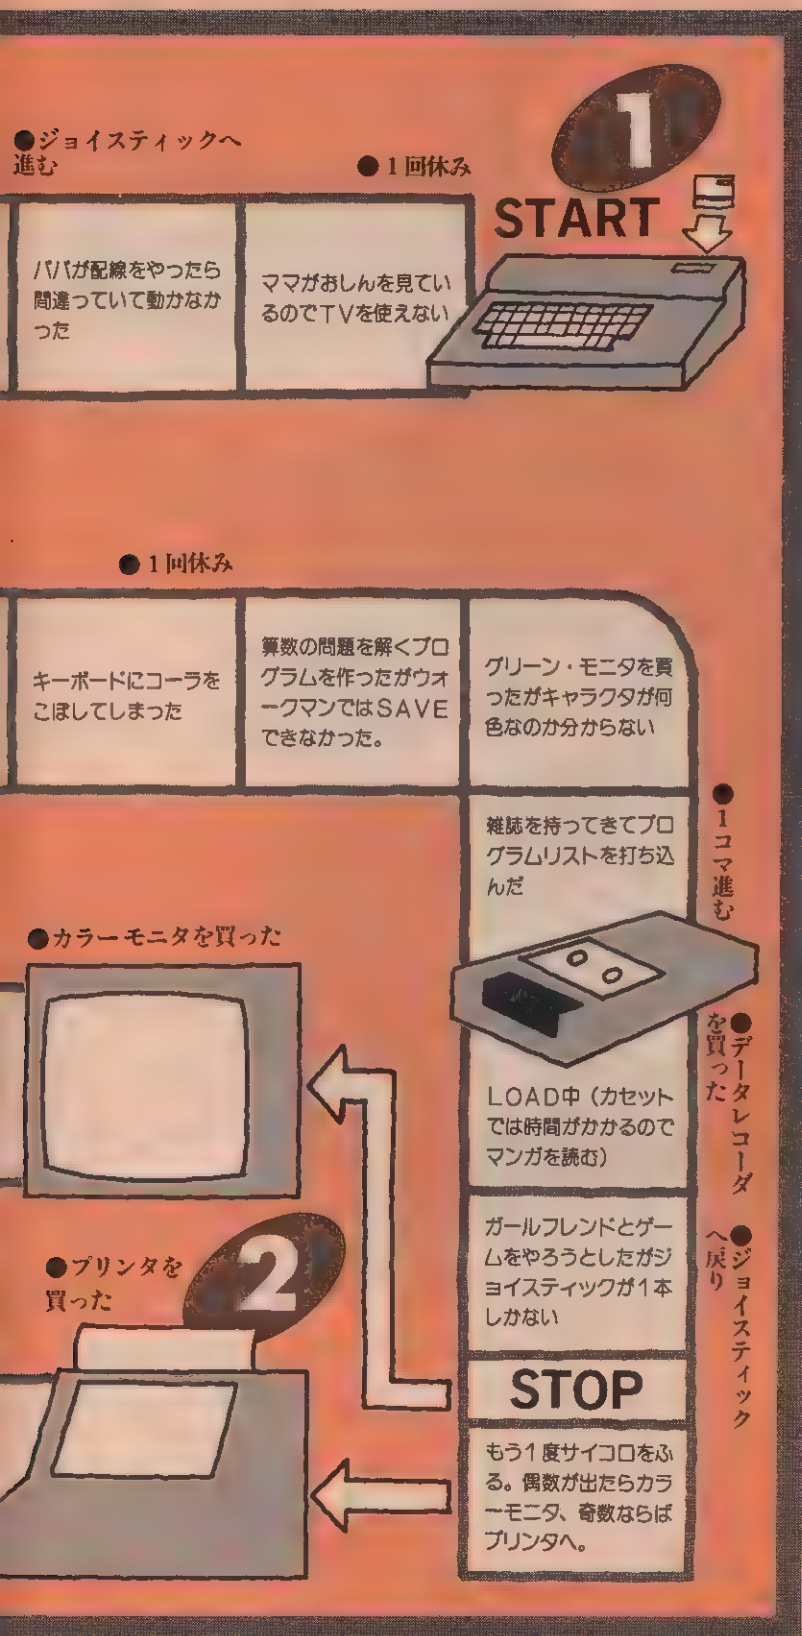 1
START
●1回休み
ママがおしんを見てい
るのでTVを使えない
●ジョイスティックへ
進む
パパが配線をやったら
間違っていて動かなか
った
●1回休み
キーボードにコーラを
こぼしてしまった
算数の問題を解くプロ
グラムを作ったがウォ
ークマンではSAVE
できなかった。
グリーン・モニタを買
ったがキャラクタが何
色なのか分からない
●1コマ進む
雑誌を持ってきてプロ
グラムリストを打ち込
んだ
●データレコーダ
を買った
LOAD中(カセット
では時間がかかるので
マンガを読む)
●ジョイスティック
へ戻り
ガールフレンドとゲー
ムをやろうとしたがジ
ョイスティックが1本
しかない
STOP
もう1度サイコロをふ
る。偶数が出たらカラ
ーモニタ、奇数ならば
プリンタへ。
●カラーモニタを買った
2
●プリンタを
買った